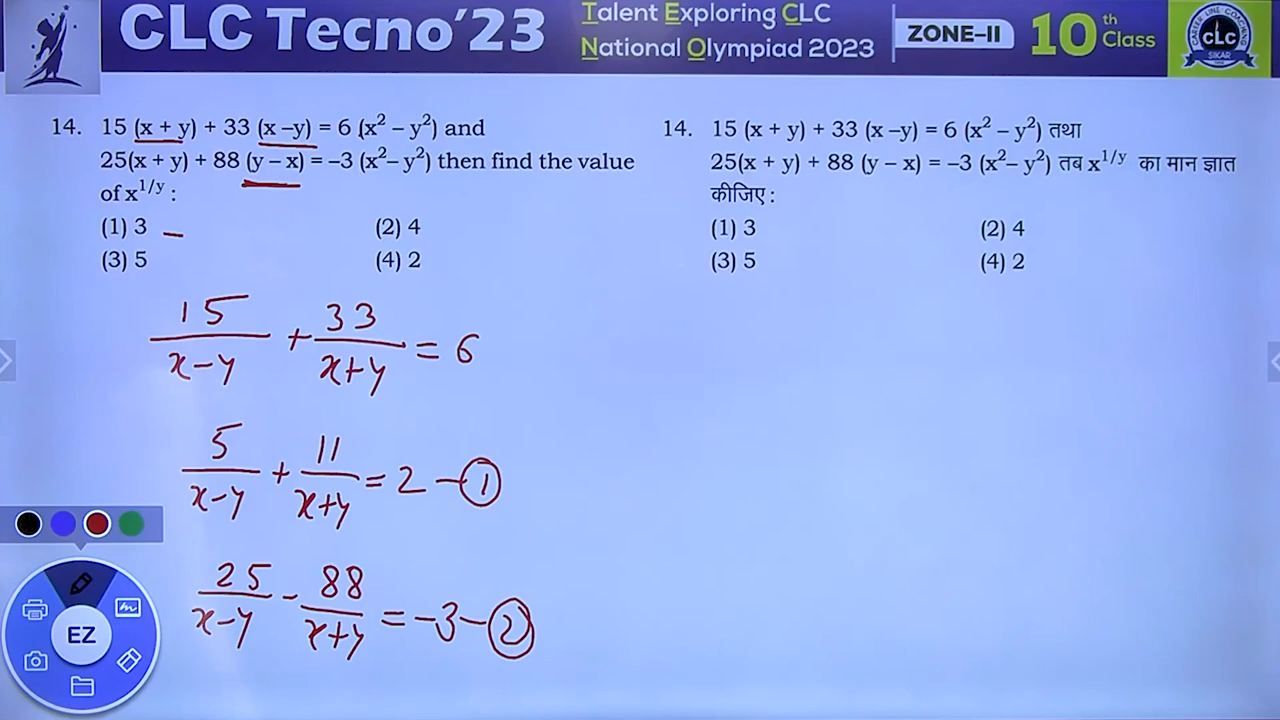 CLC Tecno'23
Talent Exploring CLC
National Olympiad 2023
ZONE–II
10th Class
CAREER LINE COACHING
CLC
SIKAR
14. 15 (x + y) + 33 (x –y) = 6 (x² – y²) and
25(x + y) + 88 (y – x) = –3 (x²– y²) then find the value
of x^{1/y} :
(1) 3 (2) 4
(3) 5 (4) 2
14. 15 (x + y) + 33 (x –y) = 6 (x² – y²) तथा
25(x + y) + 88 (y – x) = –3 (x²– y²) तब x^{1/y} का मान ज्ञात
कीजिए :
(1) 3 (2) 4
(3) 5 (4) 2
15/(x-y) + 33/(x+y) = 6
5/(x-y) + 11/(x+y) = 2 – ①
25/(x-y) - 88/(x+y) = -3 – ②
EZ